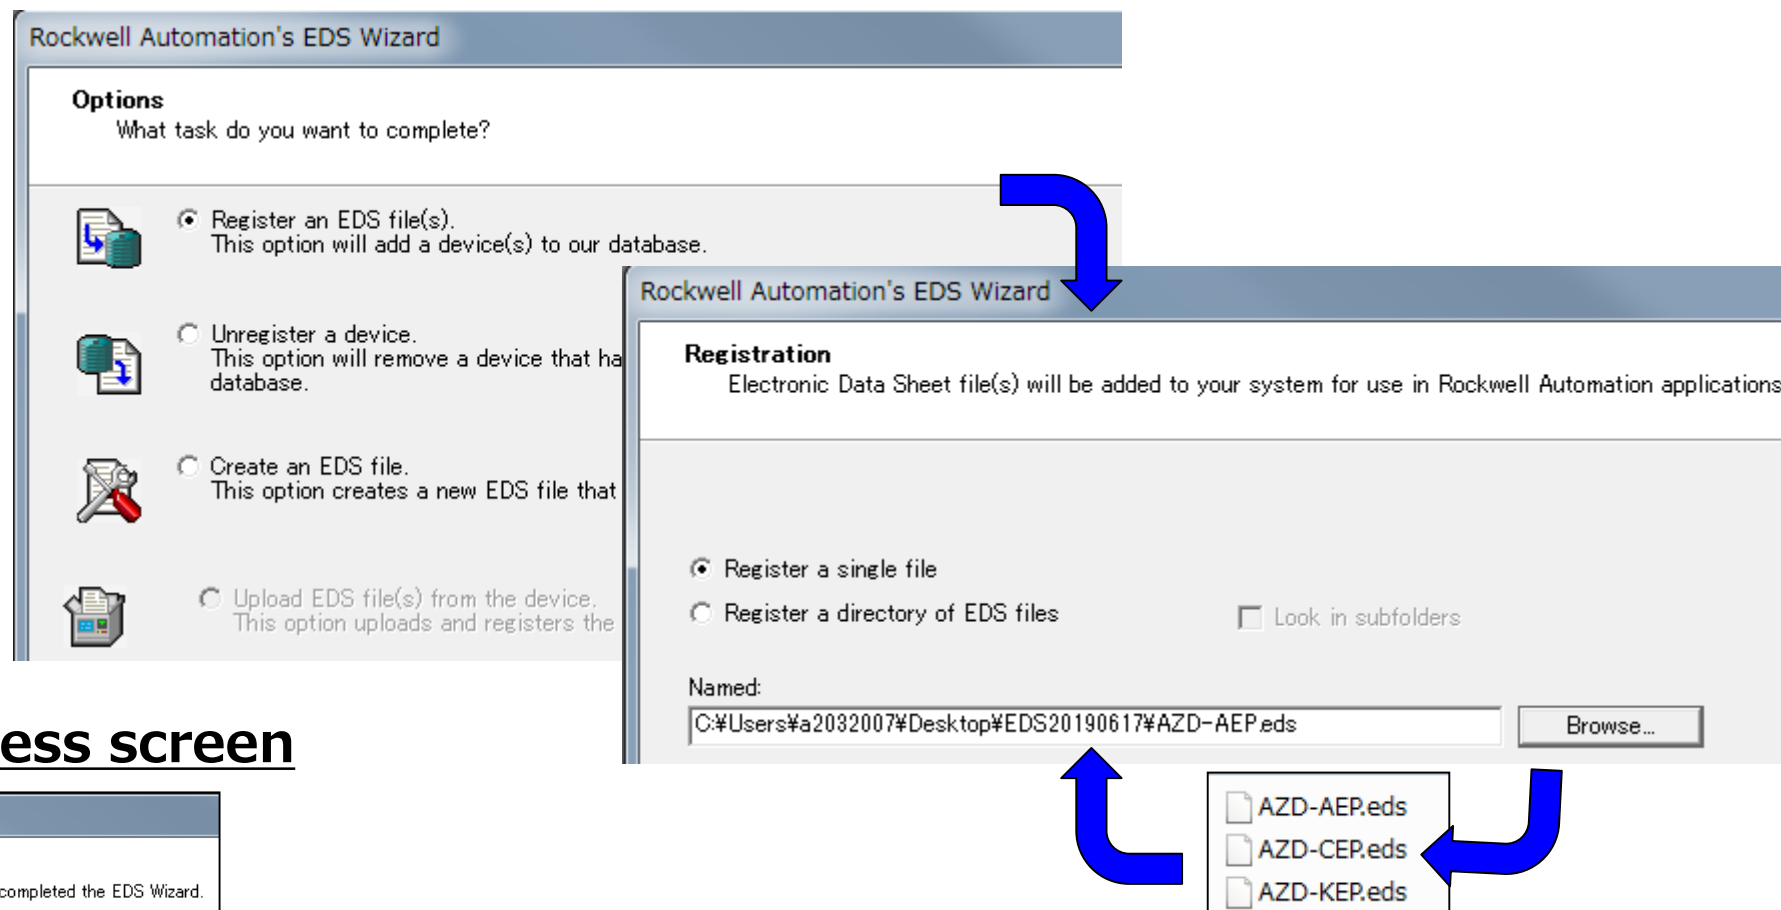 Rockwell Automation's EDS Wizard
Options
What task do you want to complete?
Register an EDS file(s).
This option will add a device(s) to our database.
Unregister a device.
This option will remove a device that ha
database.
Create an EDS file.
This option creates a new EDS file that
Upload EDS file(s) from the device.
This option uploads and registers the
Rockwell Automation's EDS Wizard
Registration
Electronic Data Sheet file(s) will be added to your system for use in Rockwell Automation applications
Register a single file
Register a directory of EDS files
Look in subfolders
Named:
C:¥Users¥a2032007¥Desktop¥EDS20190617¥AZD-AEP.eds
Browse...
AZD-AEP.eds
AZD-CEP.eds
AZD-KEP.eds
ess screen
completed the EDS Wizard.